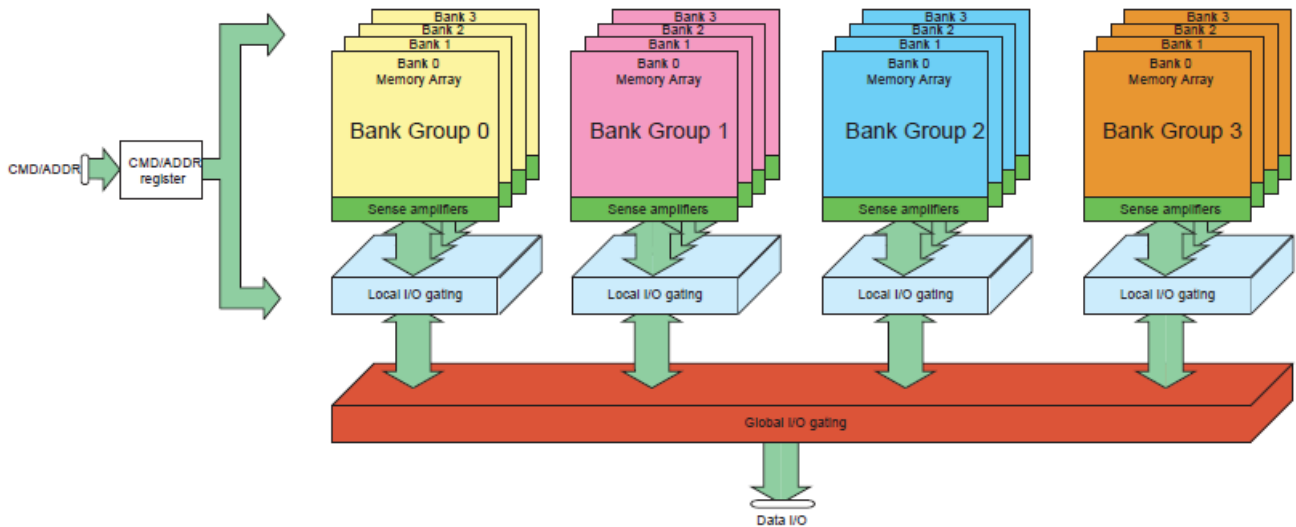 Bank 3
Bank 2
Bank 1
Bank 0
Memory Array
Bank Group 0
Sense amplifiers
Bank 3
Bank 2
Bank 1
Bank 0
Memory Array
Bank Group 1
Sense amplifiers
Bank 3
Bank 2
Bank 1
Bank 0
Memory Array
Bank Group 2
Sense amplifiers
Bank 3
Bank 2
Bank 1
Bank 0
Memory Array
Bank Group 3
Sense amplifiers
CMD/ADDR
CMD/ADDR
register
Local I/O gating
Local I/O gating
Local I/O gating
Local I/O gating
Global I/O gating
Data I/O